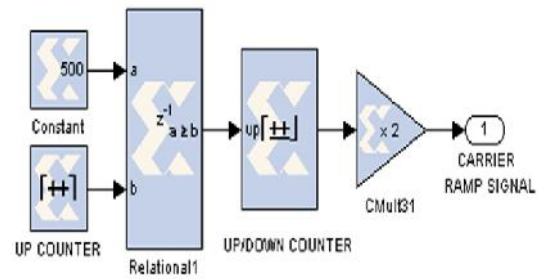 500
Constant
++
UP COUNTER
a
b
z-1
a ≥ b
Relational1
up
++
UP/DOWN COUNTER
x 2
CMult31
1
CARRIER
RAMP SIGNAL